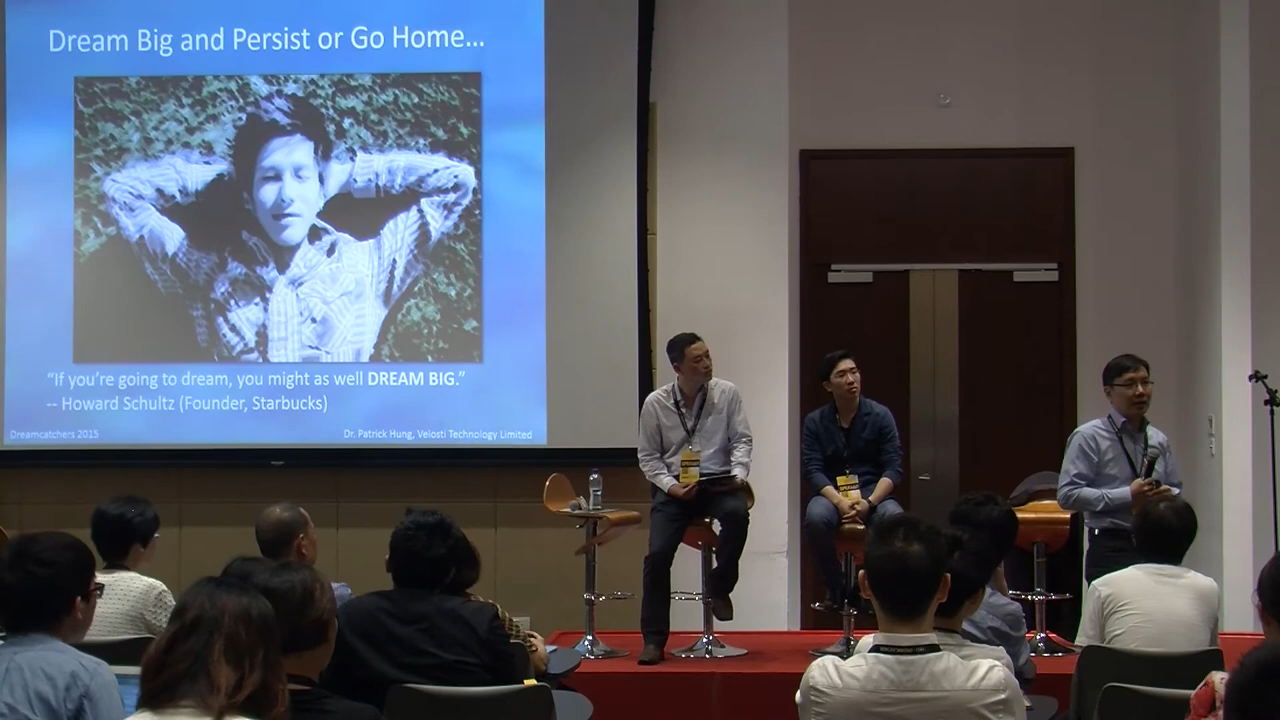 Dream Big and Persist or Go Home...
“If you're going to dream, you might as well DREAM BIG.”
-- Howard Schultz (Founder, Starbucks)
Dreamcatchers 2015
Dr. Patrick Hung, Velosti Technology Limited
SPEAKER